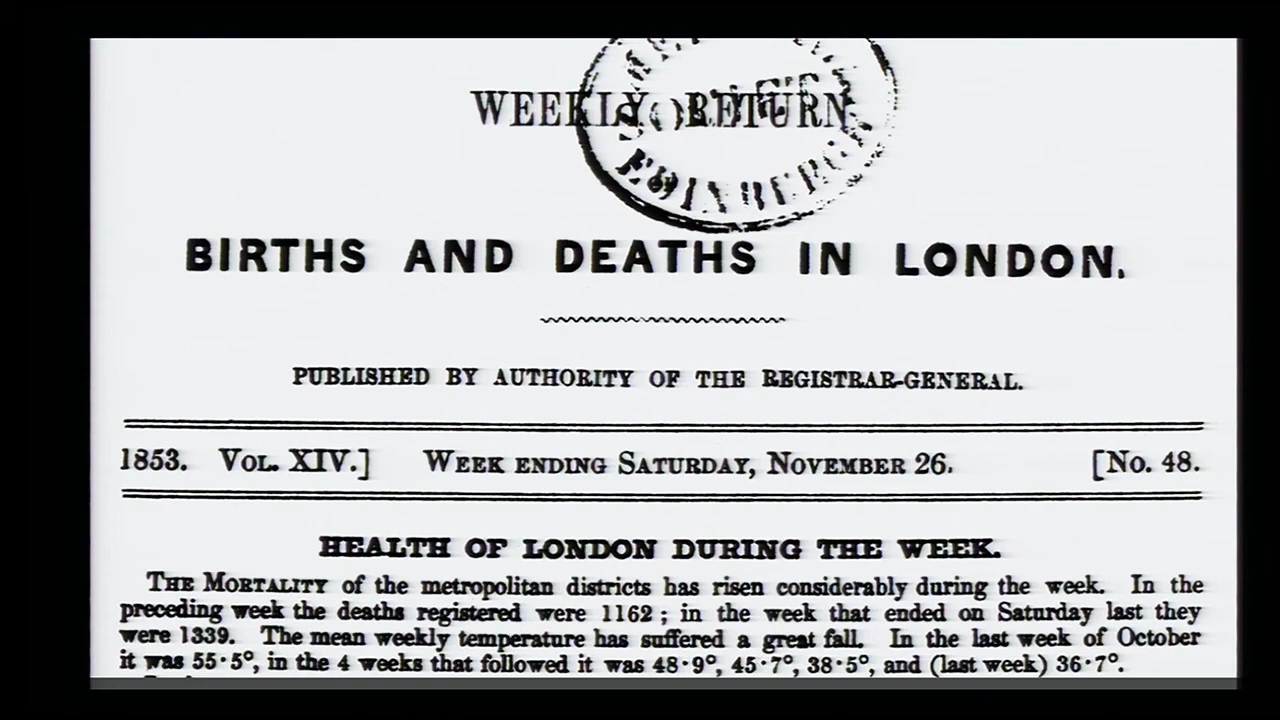 WEEKLY RETURN
EDINBURGH
BIRTHS AND DEATHS IN LONDON.
PUBLISHED BY AUTHORITY OF THE REGISTRAR-GENERAL.
1853. VOL. XIV.] WEEK ENDING SATURDAY, NOVEMBER 26. [No. 48.
HEALTH OF LONDON DURING THE WEEK.
THE MORTALITY of the metropolitan districts has risen considerably during the week. In the
preceding week the deaths registered were 1162; in the week that ended on Saturday last they
were 1339. The mean weekly temperature has suffered a great fall. In the last week of October
it was 55·5°, in the 4 weeks that followed it was 48·9°, 45·7°, 38·5°, and (last week) 36·7°.